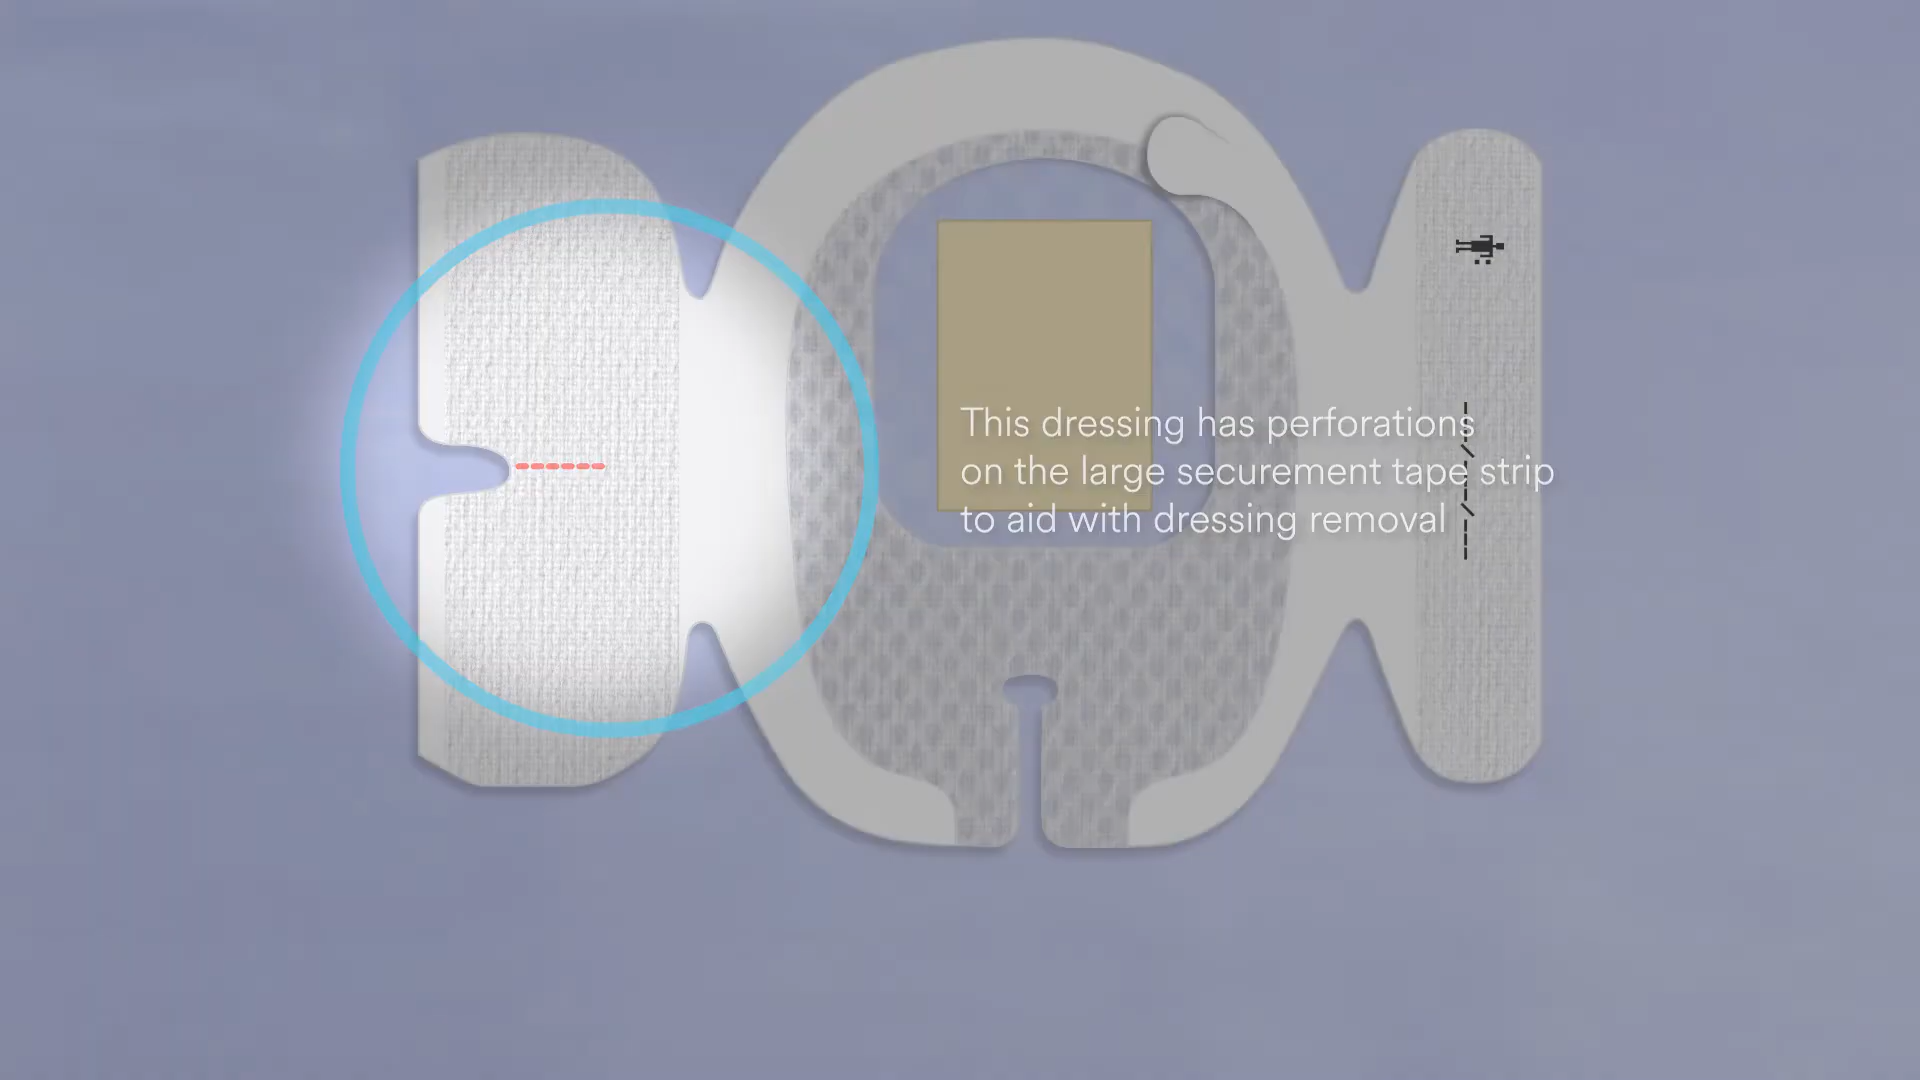 This dressing has perforations
on the large securement tape strip
to aid with dressing removal